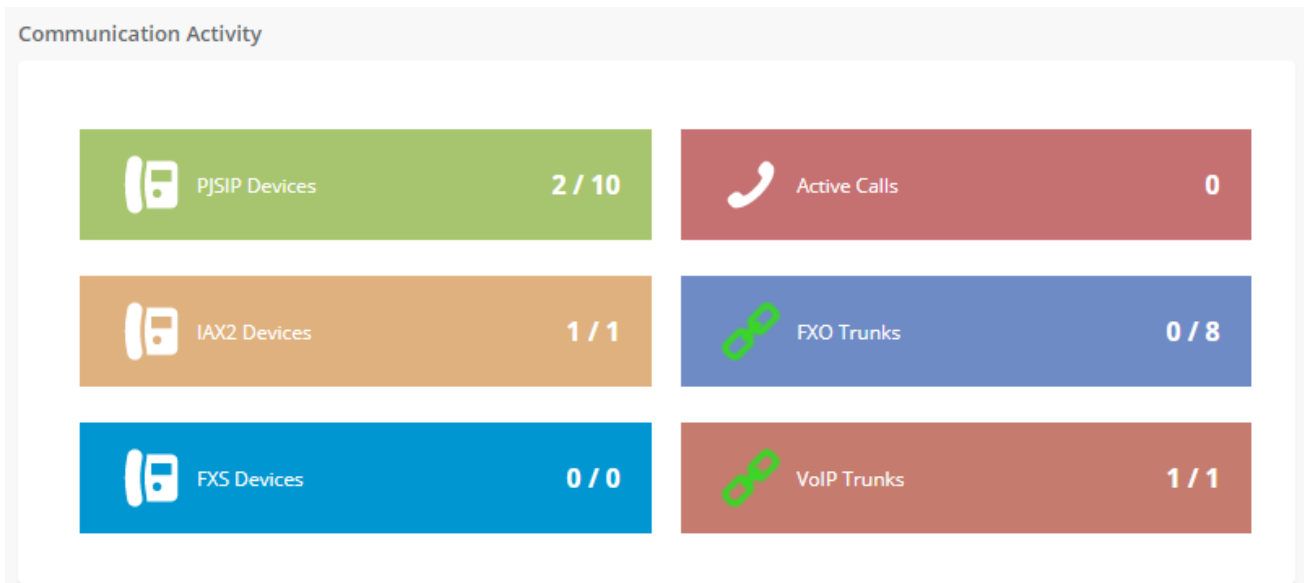 Communication Activity
PJSIP Devices 2 / 10
Active Calls 0
IAX2 Devices 1 / 1
FXO Trunks 0 / 8
FXS Devices 0 / 0
VoIP Trunks 1 / 1